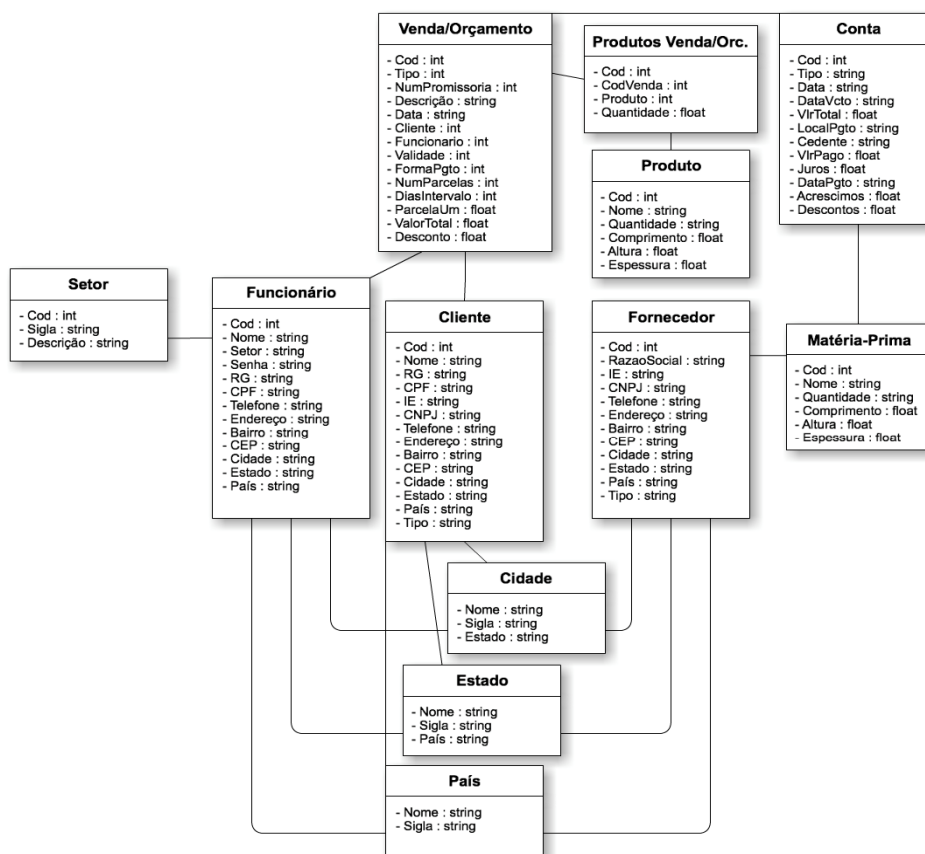 Venda/Orçamento
- Cod : int
- Tipo : int
- NumPromissoria : int
- Descrição : string
- Data : string
- Cliente : int
- Funcionario : int
- Validade : int
- FormaPgto : int
- NumParcelas : int
- DiasIntervalo : int
- ParcelaUm : float
- ValorTotal : float
- Desconto : float
Produtos Venda/Orc.
- Cod : int
- CodVenda : int
- Produto : int
- Quantidade : float
Conta
- Cod : int
- Tipo : string
- Data : string
- DataVcto : string
- VlrTotal : float
- LocalPgto : string
- Cedente : string
- VlrPago : float
- Juros : float
- DataPgto : string
- Acrescimos : float
- Descontos : float
Produto
- Cod : int
- Nome : string
- Quantidade : string
- Comprimento : float
- Altura : float
- Espessura : float
Setor
- Cod : int
- Sigla : string
- Descrição : string
Funcionário
- Cod : int
- Nome : string
- Setor : string
- Senha : string
- RG : string
- CPF : string
- Telefone : string
- Endereço : string
- Bairro : string
- CEP : string
- Cidade : string
- Estado : string
- País : string
Cliente
- Cod : int
- Nome : string
- RG : string
- CPF : string
- IE : string
- CNPJ : string
- Telefone : string
- Endereço : string
- Bairro : string
- CEP : string
- Cidade : string
- Estado : string
- País : string
- Tipo : string
Fornecedor
- Cod : int
- RazaoSocial : string
- IE : string
- CNPJ : string
- Telefone : string
- Endereço : string
- Bairro : string
- CEP : string
- Cidade : string
- Estado : string
- País : string
- Tipo : string
Matéria-Prima
- Cod : int
- Nome : string
- Quantidade : string
- Comprimento : float
- Altura : float
- Espessura : float
Cidade
- Nome : string
- Sigla : string
- Estado : string
Estado
- Nome : string
- Sigla : string
- País : string
País
- Nome : string
- Sigla : string